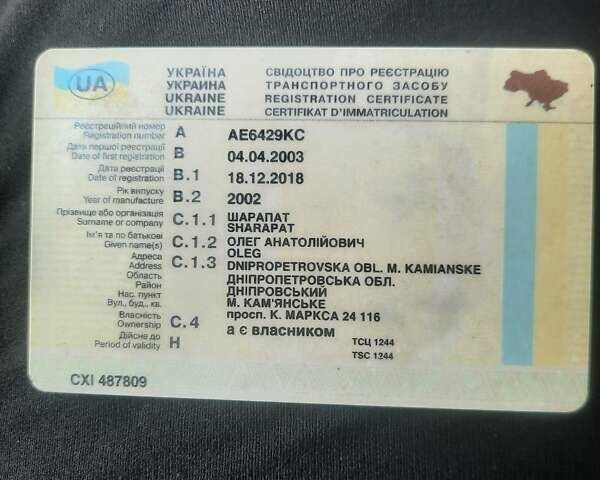 UA
УКРАЇНА
УКРАИНА
UKRAINE
UKRAINE
СВІДОЦТВО ПРО РЕЄСТРАЦІЮ
ТРАНСПОРТНОГО ЗАСОБУ
REGISTRATION CERTIFICATE
CERTIFIKAT D'IMMATRICULATION
Реєстраційний номер
Registration number A AE6429KC
Дата першої реєстрації
Date of first registration B 04.04.2003
Дата реєстрації
Date of registration B.1 18.12.2018
Рік випуску
Year of manufacture B.2 2002
Прізвище або організація
Surname or company C.1.1 ШАРАПАТ
SHARAPAT
Ім'я та по батькові
Given name(s) C.1.2 ОЛЕГ АНАТОЛІЙОВИЧ
OLEG
Адреса
Address C.1.3 DNIPROPETROVSKA OBL. M. KAMIANSKE
Область ДНІПРОПЕТРОВСЬКА ОБЛ.
Район ДНІПРОВСЬКИЙ
Нас. пункт М. КАМ'ЯНСЬКЕ
Вул., буд., кв. просп. К. МАРКСА 24 116
Власність
Ownership C.4 а є власником
Дійсне до
Period of validity H
ТСЦ 1244
TSC 1244
CXI 487809